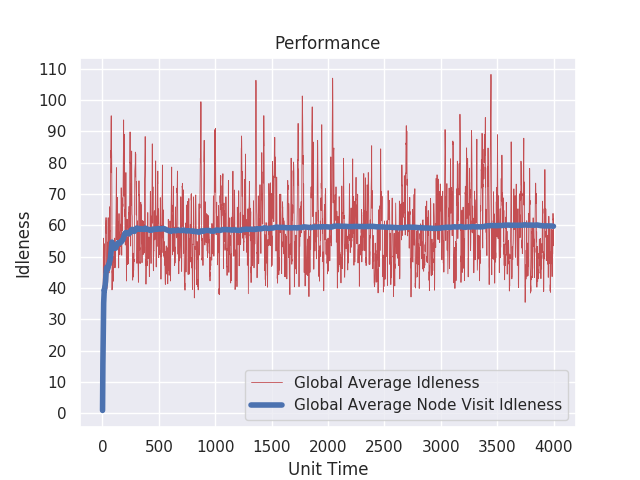 Performance
110
100
90
80
70
60
50
40
30
20
10
0
Idleness
Global Average Idleness
Global Average Node Visit Idleness
0 500 1000 1500 2000 2500 3000 3500 4000
Unit Time